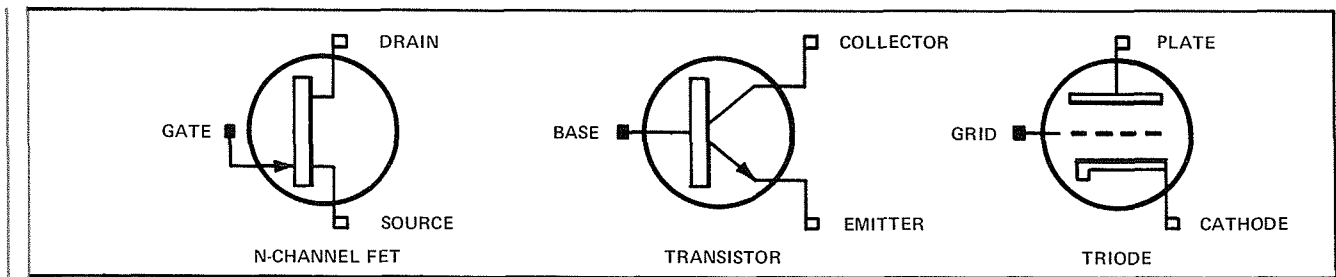 DRAIN
GATE
SOURCE
N-CHANNEL FET
COLLECTOR
BASE
EMITTER
TRANSISTOR
PLATE
GRID
CATHODE
TRIODE